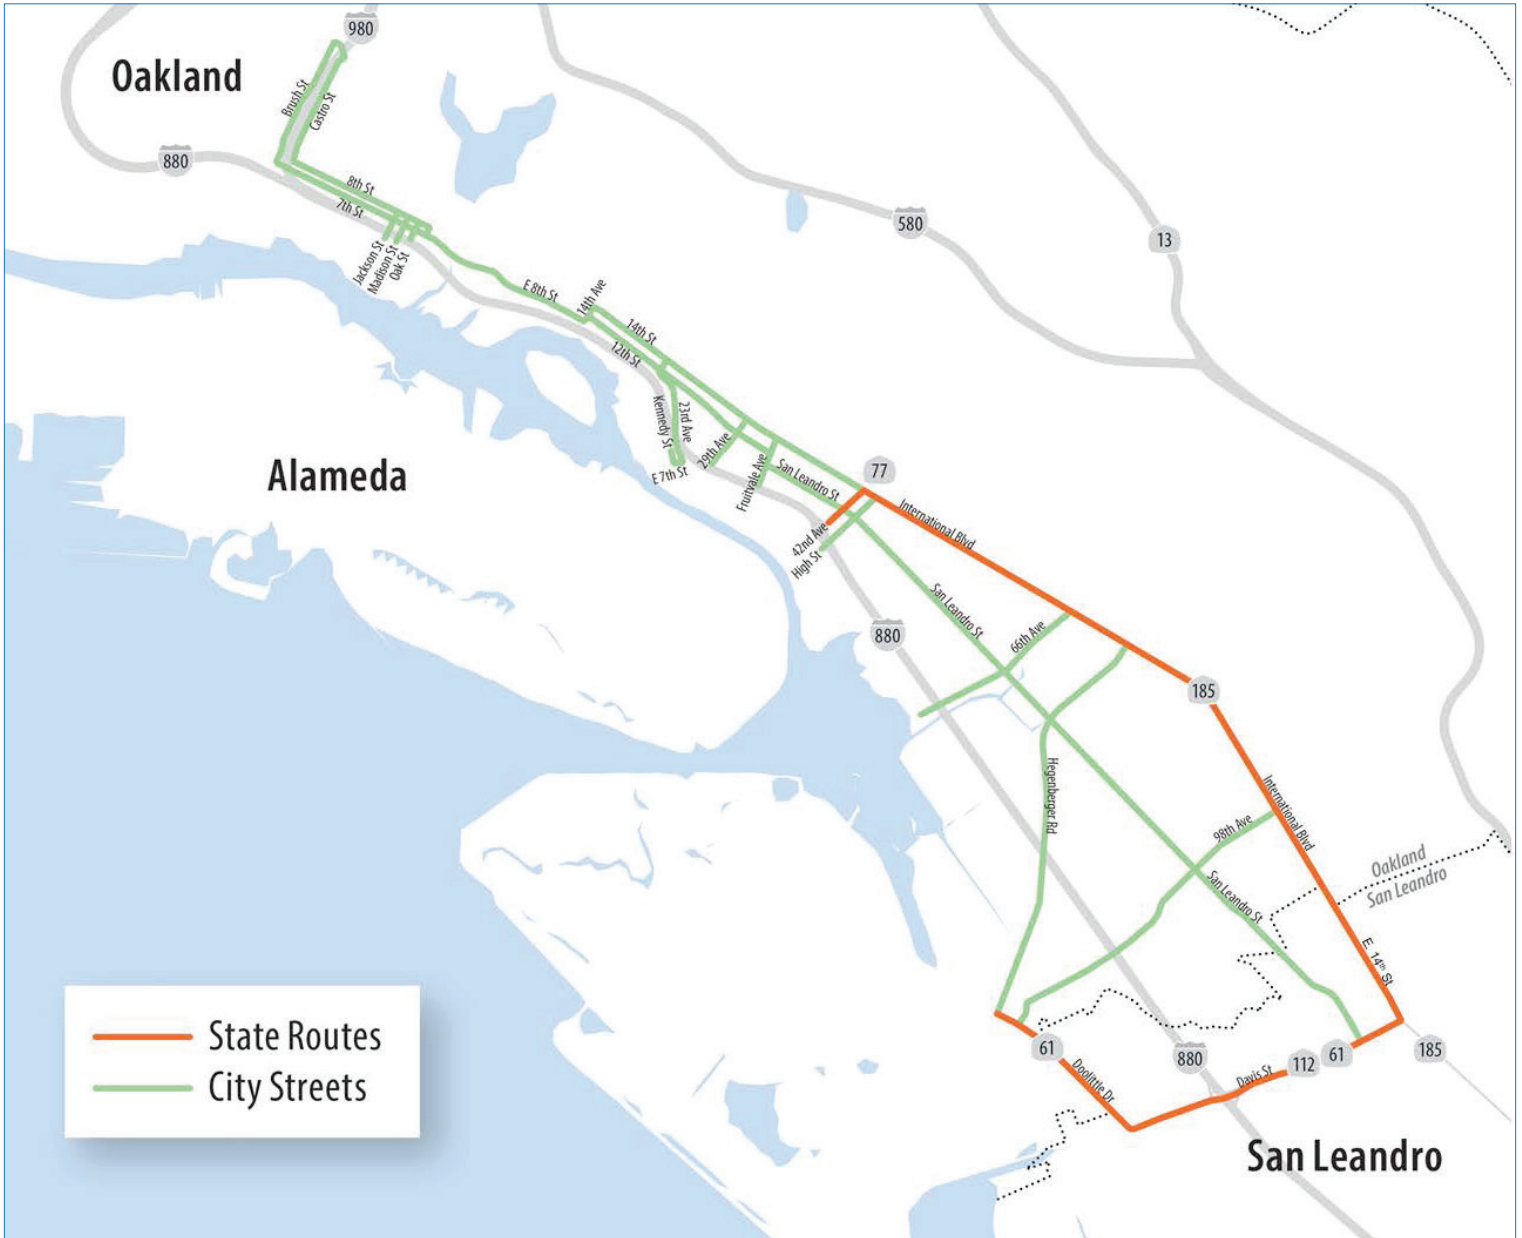 980
Oakland
Brush St
Castro St
880
8th St
7th St
580
13
Jackson St
Madison St
Oak St
E 8th St
14th Ave
14th St
12th St
Kennedy St
23rd Ave
29th Ave
E 7th St
Fruitvale Ave
San Leandro St
77
Alameda
International Blvd
42nd Ave
High St
San Leandro St
66th Ave
880
185
Hegenberger Rd
International Blvd
98th Ave
Oakland
San Leandro
San Leandro St
E. 14th St
State Routes
City Streets
61
880
Doolittle Dr
Davis St
112
61
185
San Leandro